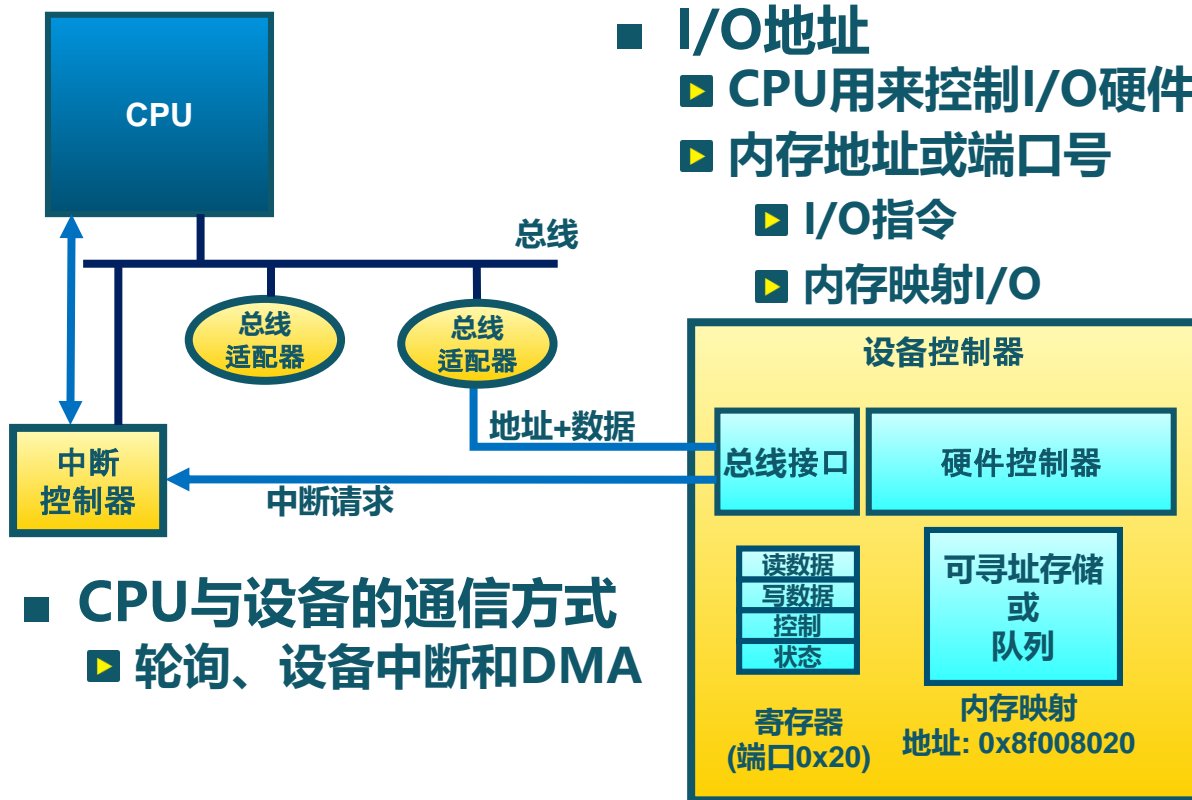 I/O地址
CPU用来控制I/O硬件
内存地址或端口号
I/O指令
内存映射I/O
CPU
总线
总线
适配器
总线
适配器
地址+数据
中断
控制器
中断请求
设备控制器
总线接口
硬件控制器
读数据
写数据
控制
状态
寄存器
(端口0x20)
可寻址存储
或
队列
内存映射
地址: 0x8f008020
CPU与设备的通信方式
轮询、设备中断和DMA